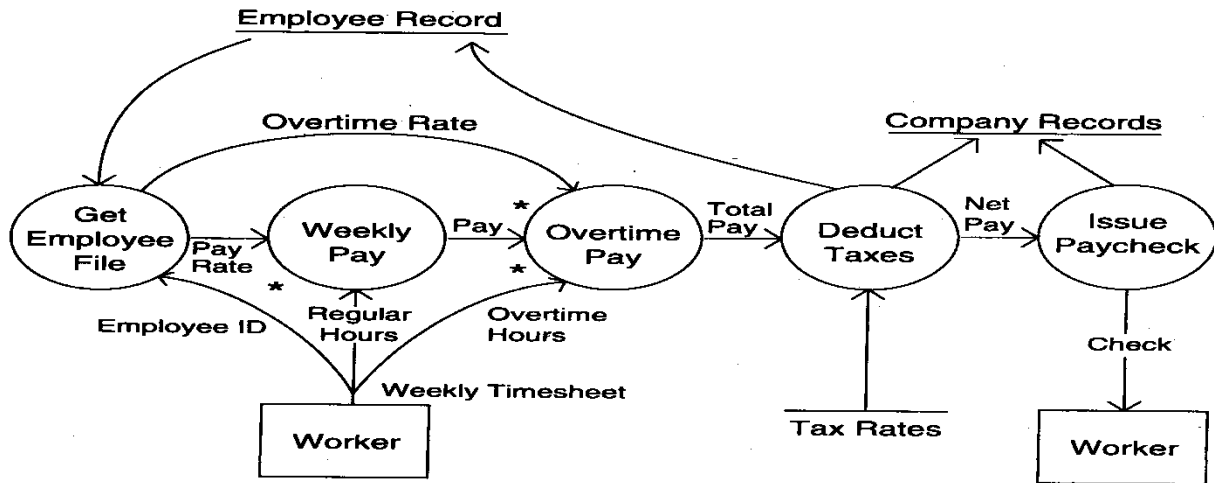 Employee Record
Overtime Rate
Company Records
Get
Employee
File
Pay
Rate
*
Weekly
Pay
Pay
*
*
Overtime
Pay
Total
Pay
Deduct
Taxes
Net
Pay
Issue
Paycheck
Employee ID
Regular
Hours
Overtime
Hours
Check
Weekly Timesheet
Worker
Tax Rates
Worker